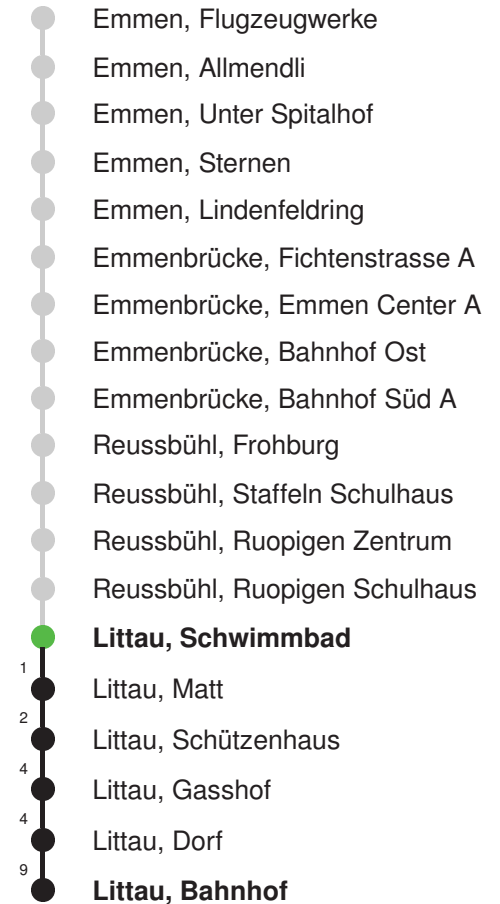 Emmen, Flugzeugwerke
Emmen, Allmendli
Emmen, Unter Spitalhof
Emmen, Sternen
Emmen, Lindenfeldring
Emmenbrücke, Fichtenstrasse A
Emmenbrücke, Emmen Center A
Emmenbrücke, Bahnhof Ost
Emmenbrücke, Bahnhof Süd A
Reussbühl, Frohburg
Reussbühl, Staffeln Schulhaus
Reussbühl, Ruopigen Zentrum
Reussbühl, Ruopigen Schulhaus
Littau, Schwimmbad
1 Littau, Matt
2 Littau, Schützenhaus
4 Littau, Gasshof
4 Littau, Dorf
9 Littau, Bahnhof